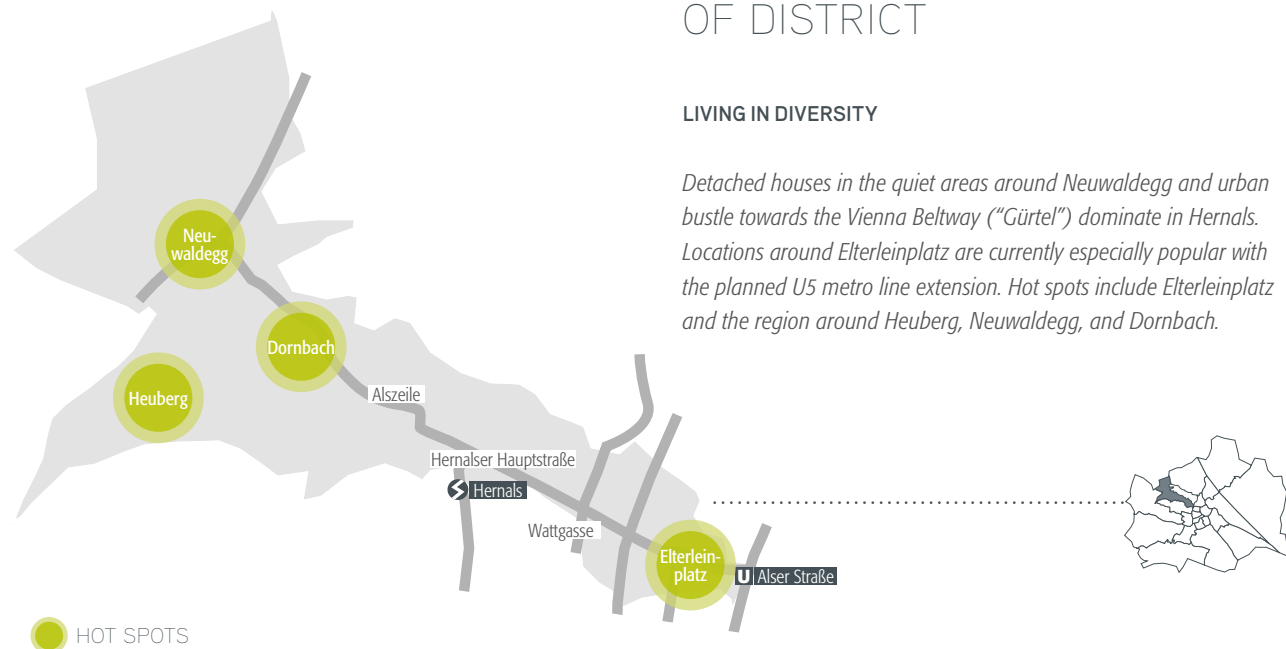 OF DISTRICT
LIVING IN DIVERSITY
Detached houses in the quiet areas around Neuwaldegg and urban
bustle towards the Vienna Beltway (“Gürtel”) dominate in Hernals.
Locations around Elterleinplatz are currently especially popular with
the planned U5 metro line extension. Hot spots include Elterleinplatz
and the region around Heuberg, Neuwaldegg, and Dornbach.
Neu-
waldegg
Dornbach
Heuberg
Alszeile
Hernalser Hauptstraße
Hernals
Wattgasse
Elterlein-
platz
U Alser Straße
HOT SPOTS